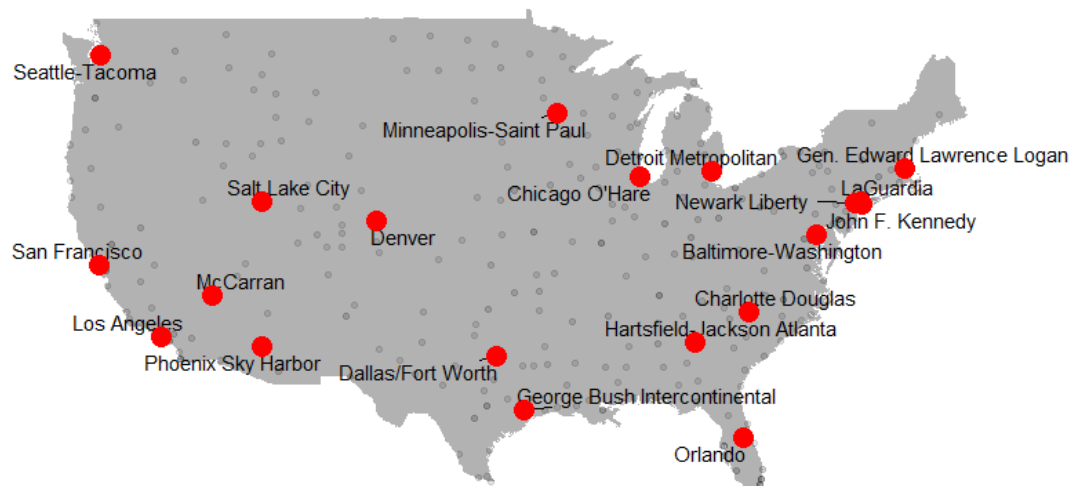 Seattle-Tacoma
Minneapolis-Saint Paul
Detroit Metropolitan
Gen. Edward Lawrence Logan
Salt Lake City
Chicago O'Hare
LaGuardia
Newark Liberty
John F. Kennedy
Denver
San Francisco
Baltimore-Washington
McCarran
Charlotte Douglas
Los Angeles
Hartsfield-Jackson Atlanta
Phoenix Sky Harbor
Dallas/Fort Worth
George Bush Intercontinental
Orlando